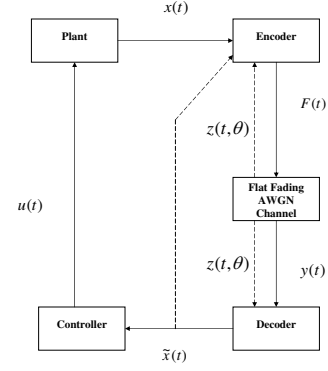 x(t)
Plant
Encoder
F(t)
z(t,θ)
Flat Fading
AWGN
Channel
u(t)
z(t,θ)
y(t)
Controller
Decoder
x̃(t)